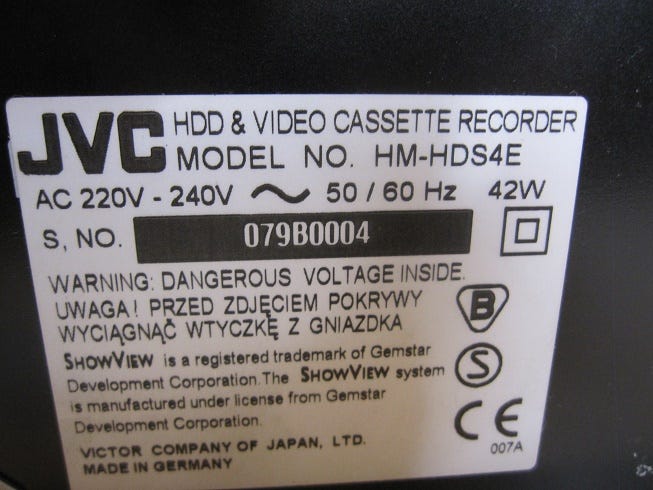 JVC HDD & VIDEO CASSETTE RECORDER
MODEL NO. HM-HDS4E
AC 220V - 240V ~ 50 / 60 Hz 42W
S, NO. 079B0004
WARNING: DANGEROUS VOLTAGE INSIDE.
UWAGA! PRZED ZDJĘCIEM POKRYWY
WYCIĄGNĄĆ WTYCZKĘ Z GNIAZDKA
B
SHOWVIEW is a registered trademark of Gemstar
Development Corporation. The SHOWVIEW system
is manufactured under license from Gemstar
Development Corporation.
S
CE
007A
VICTOR COMPANY OF JAPAN, LTD.
MADE IN GERMANY